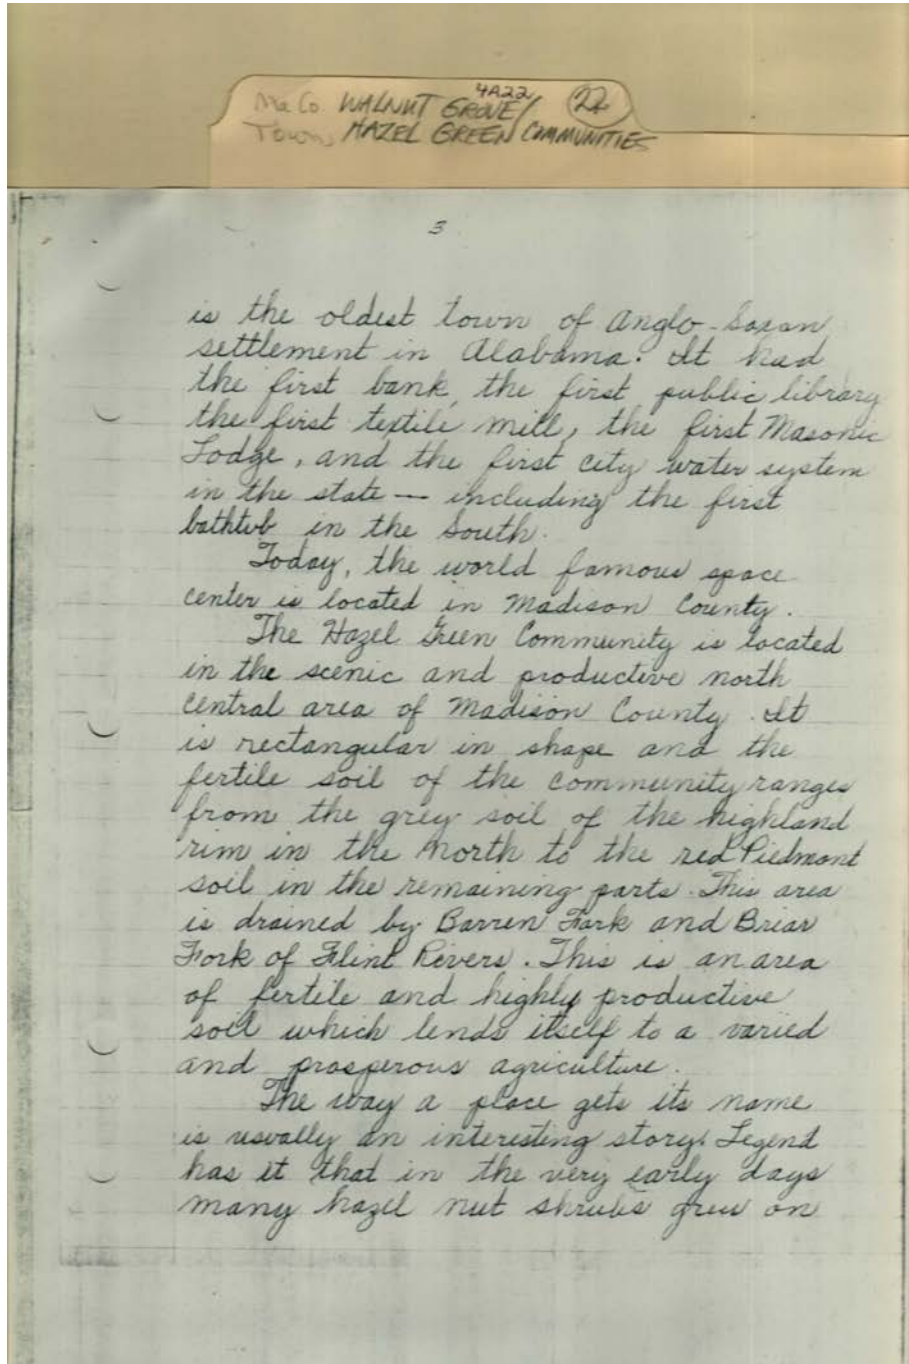 4A22
Ma Co. WALNUT GROVE/ 22
Town HAZEL GREEN COMMUNITIES
3
is the oldest town of Anglo-Saxan
settlement in Alabama. It had
the first bank, the first public library
the first textile mill, the first Masonic
Lodge, and the first city water system
in the state — including the first
bathtub in the South.
Today, the world famous space
center is located in Madison County.
The Hazel Green Community is located
in the scenic and productive north
central area of Madison County. It
is rectangular in shape and the
fertile soil of the community ranges
from the grey soil of the highland
rim in the north to the red Piedmont
soil in the remaining parts. This area
is drained by Barren Fork and Briar
Fork of Flint Rivers. This is an area
of fertile and highly productive
soil which lends itself to a varied
and prosperous agriculture.
The way a place gets its name
is usually an interesting story. Legend
has it that in the very early days
many hazel nut shrubs grew on